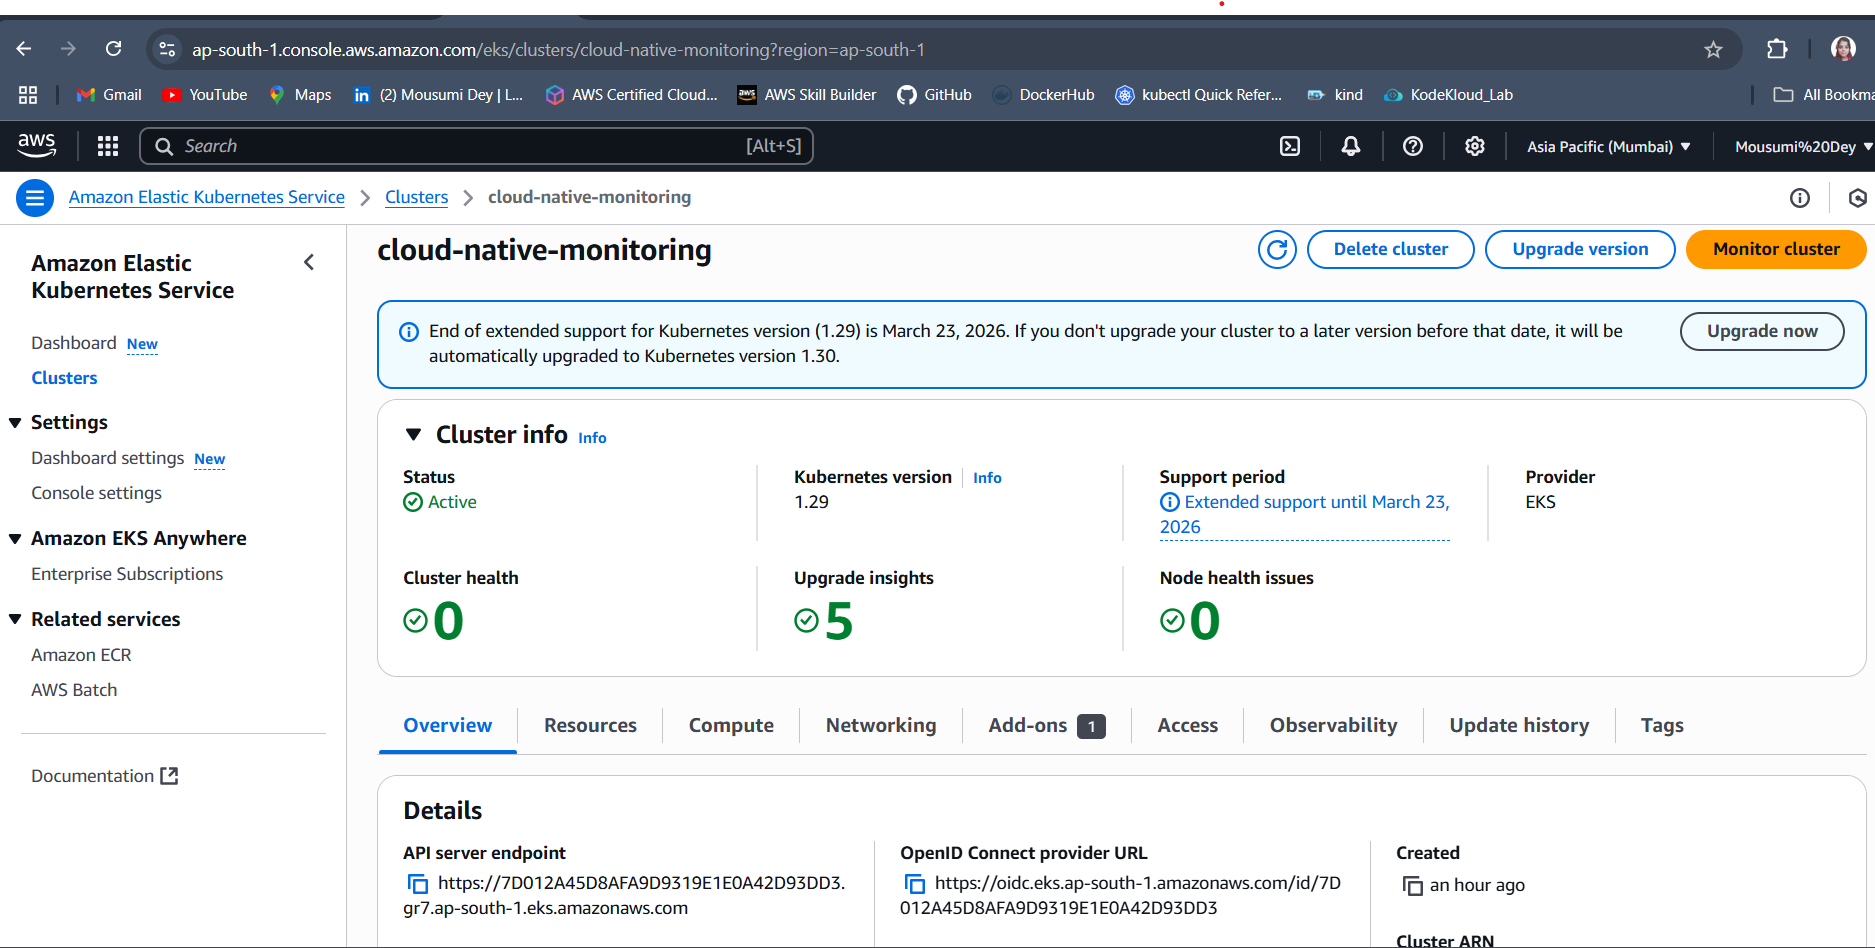 ap-south-1.console.aws.amazon.com/eks/clusters/cloud-native-monitoring?region=ap-south-1
Gmail YouTube Maps (2) Mousumi Dey | L... AWS Certified Cloud... AWS Skill Builder GitHub DockerHub kubectl Quick Refer... kind KodeKloud_Lab All Bookma
aws Search [Alt+S] Asia Pacific (Mumbai) Mousumi%20Dey
Amazon Elastic Kubernetes Service Clusters cloud-native-monitoring
Amazon Elastic
Kubernetes Service
Dashboard New
Clusters
Settings
Dashboard settings New
Console settings
Amazon EKS Anywhere
Enterprise Subscriptions
Related services
Amazon ECR
AWS Batch
Documentation
cloud-native-monitoring
Delete cluster Upgrade version Monitor cluster
End of extended support for Kubernetes version (1.29) is March 23, 2026. If you don't upgrade your cluster to a later version before that date, it will be
automatically upgraded to Kubernetes version 1.30.
Upgrade now
Cluster info Info
Status
Active
Kubernetes version Info
1.29
Support period
Extended support until March 23,
2026
Provider
EKS
Cluster health
0
Upgrade insights
5
Node health issues
0
Overview Resources Compute Networking Add-ons 1 Access Observability Update history Tags
Details
API server endpoint
https://7D012A45D8AFA9D9319E1E0A42D93DD3.
gr7.ap-south-1.eks.amazonaws.com
OpenID Connect provider URL
https://oidc.eks.ap-south-1.amazonaws.com/id/7D
012A45D8AFA9D9319E1E0A42D93DD3
Created
an hour ago
Cluster ARN